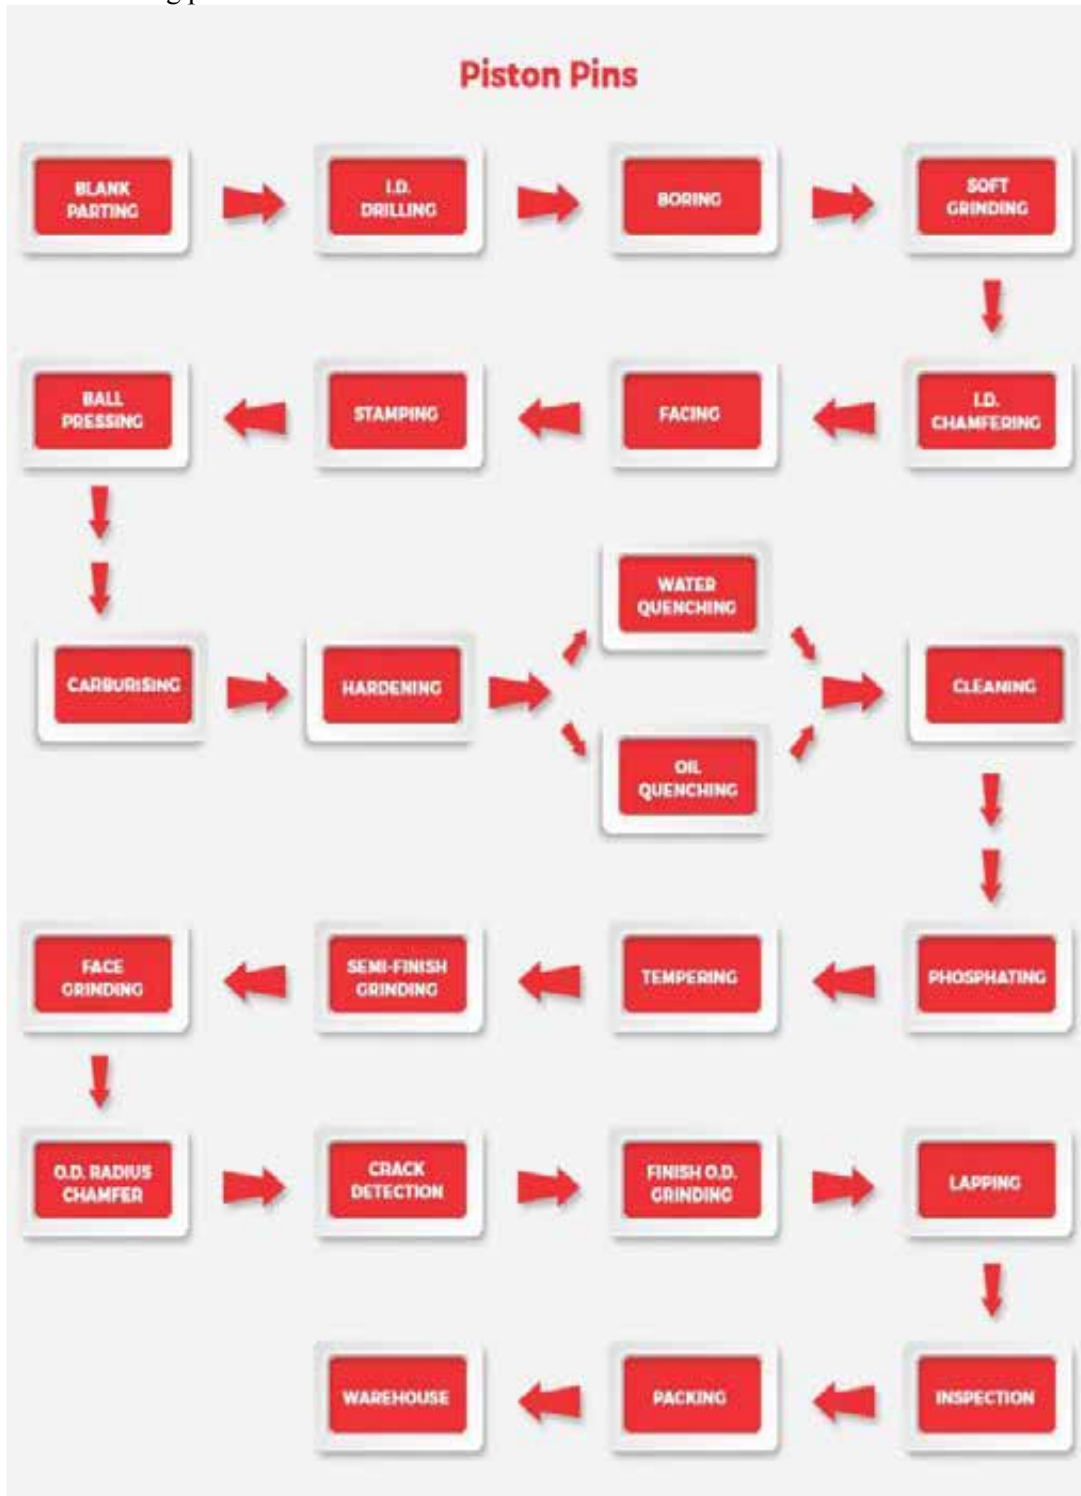 Piston Pins
BLANK
PARTING
I.D.
DRILLING
BORING
SOFT
GRINDING
BALL
PRESSING
STAMPING
FACING
I.D.
CHAMFERING
WATER
QUENCHING
CARBURISING
HARDENING
CLEANING
OIL
QUENCHING
FACE
GRINDING
SEMI-FINISH
GRINDING
TEMPERING
PHOSPHATING
O.D. RADIUS
CHAMFER
CRACK
DETECTION
FINISH O.D.
GRINDING
LAPPING
WAREHOUSE
PACKING
INSPECTION